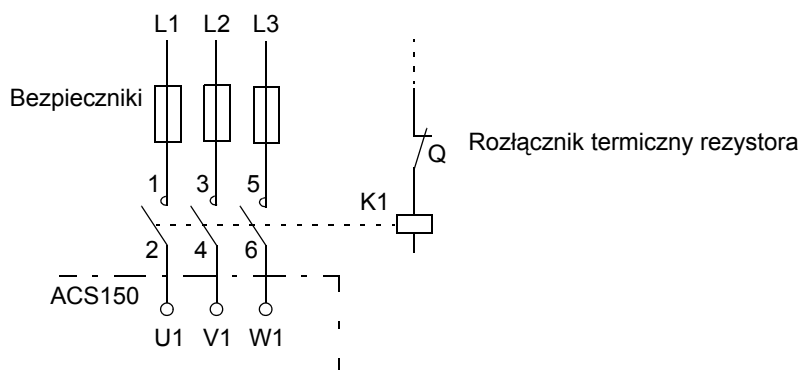 L1 L2 L3
Bezpieczniki
Rozłącznik termiczny rezystora
Q
1 3 5
K1
2 4 6
ACS150
U1 V1 W1